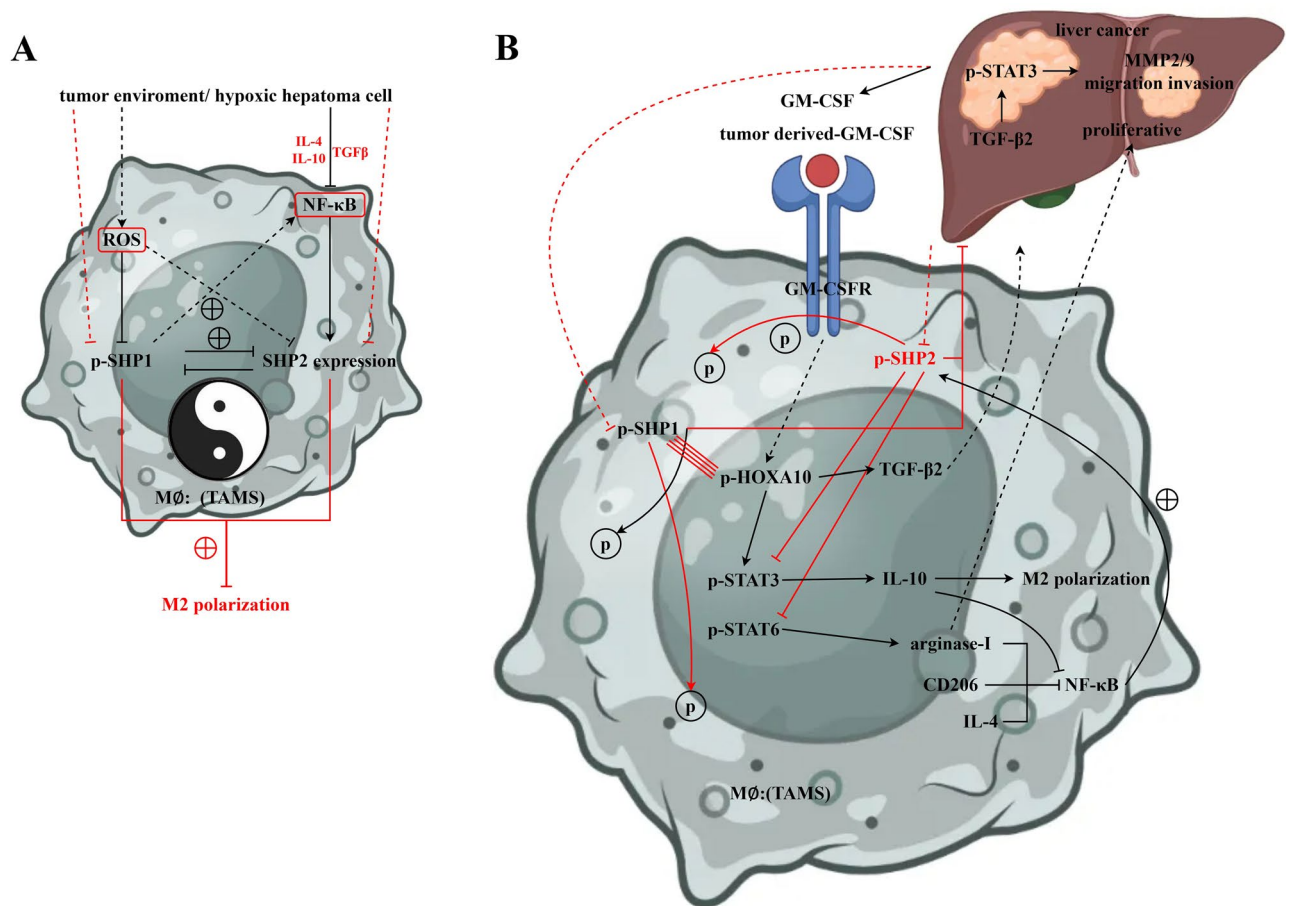 A
tumor enviroment/ hypoxic hepatoma cell
IL-4
IL-10
TGFβ
NF-κB
ROS
p-SHP1
SHP2 expression
MØ: (TAMS)
M2 polarization
B
liver cancer
p-STAT3
MMP2/9
migration invasion
GM-CSF
tumor derived-GM-CSF
TGF-β2
proliferative
GM-CSFR
p
p
p-SHP2
p-SHP1
p-HOXA10
TGF-β2
p
p-STAT3
IL-10
M2 polarization
p-STAT6
arginase-I
CD206
NF-κB
p
IL-4
MØ:(TAMS)